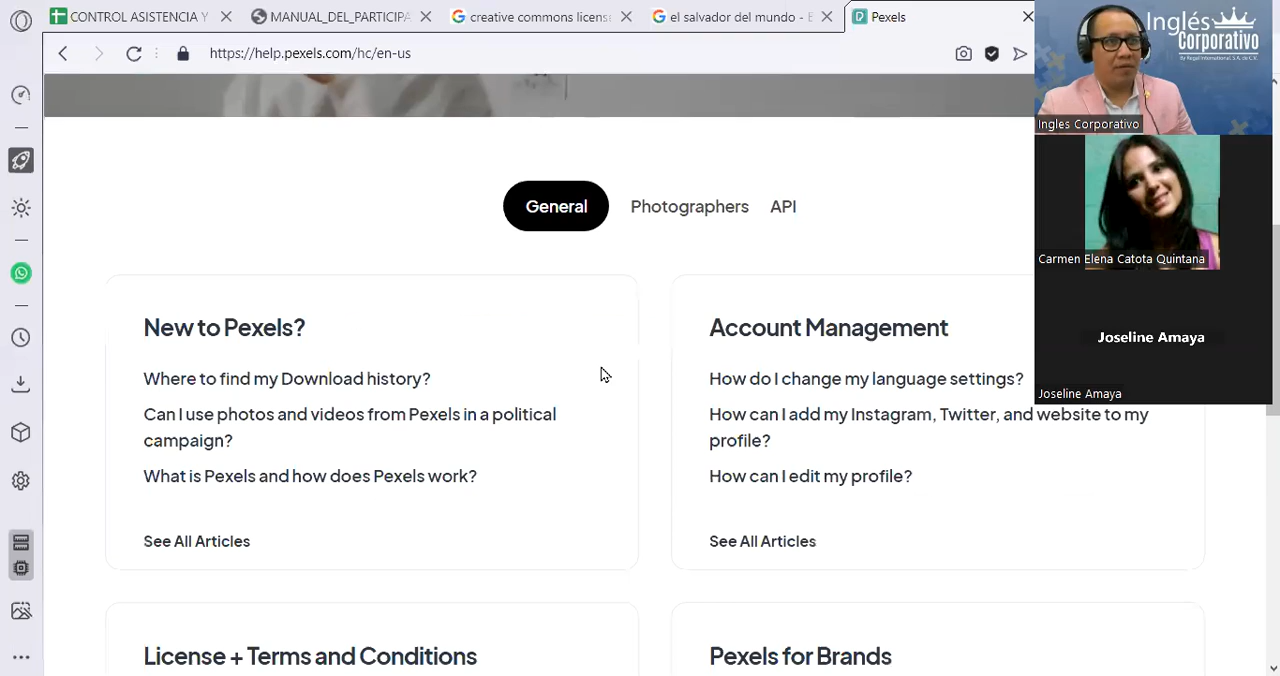 CONTROL ASISTENCIA Y
MANUAL_DEL_PARTICIPA
creative commons licens
el salvador del mundo - B
Pexels
https://help.pexels.com/hc/en-us
Inglés
Corporativo
By Regal International, S.A. de C.V.
Ingles Corporativo
Carmen Elena Catota Quintana
Joseline Amaya
Joseline Amaya
General
Photographers
API
New to Pexels?
Where to find my Download history?
Can I use photos and videos from Pexels in a political
campaign?
What is Pexels and how does Pexels work?
See All Articles
Account Management
How do I change my language settings?
How can I add my Instagram, Twitter, and website to my
profile?
How can I edit my profile?
See All Articles
License + Terms and Conditions
Pexels for Brands